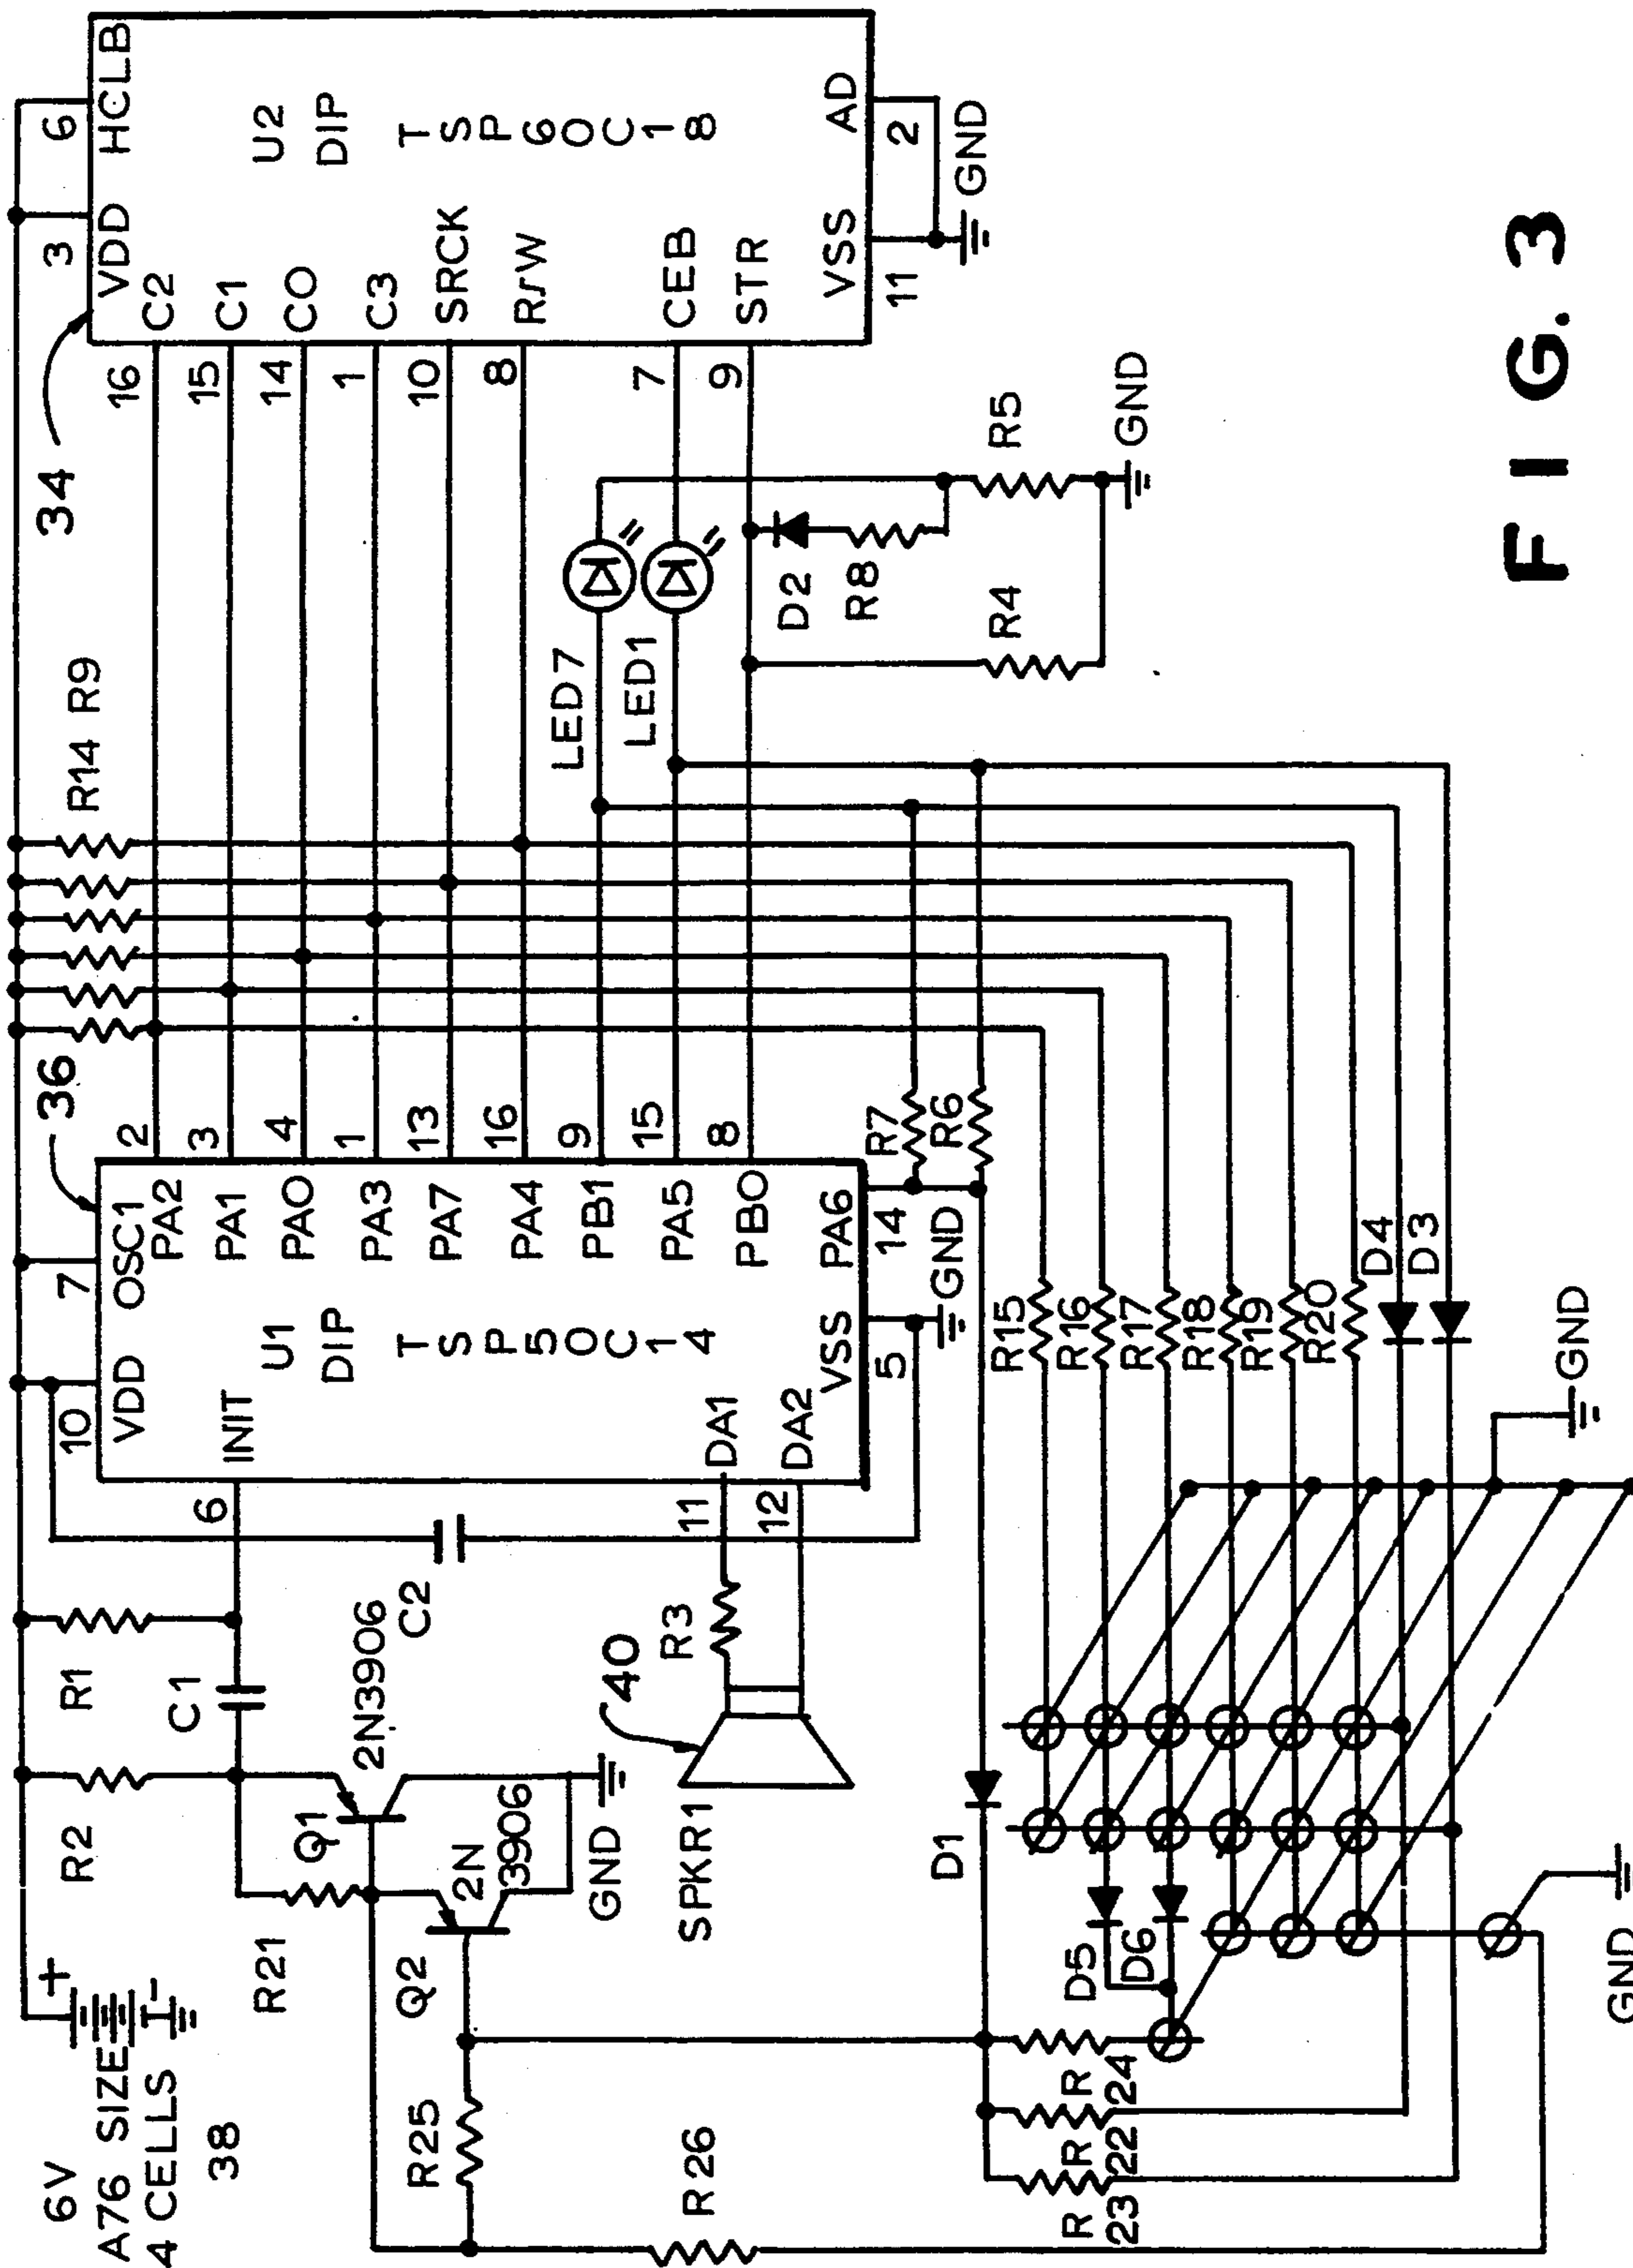 6V
A76 SIZE
4 CELLS
38
+
-
R2
R1
C1
R21
Q1
2N3906
Q2
2N
3906
GND
C2
R25
R26
R3
40
SPKR1
36
10
VDD
7
OSC1
6
INIT
U1
DIP
TSP50C14
11
DA1
12
DA2
PA2
2
PA1
3
PA0
4
PA3
1
PA7
13
PA4
16
PB1
9
PA5
15
PB0
8
VSS
5
PA6
14
GND
R7
R6
R14 R9
34
3
VDD
6
HCLB
U2
DIP
TSP60C18
16
C2
15
C1
14
C0
1
C3
10
SRCK
8
R/W
7
CEB
9
STR
VSS
11
AD
2
GND
LED7
LED1
D2
R8
R4
R5
GND
D1
R15
R16
R17
R18
R19
R20
D4
D3
GND
D5
D6
R
24
R
22
R
23
GND
FIG. 3